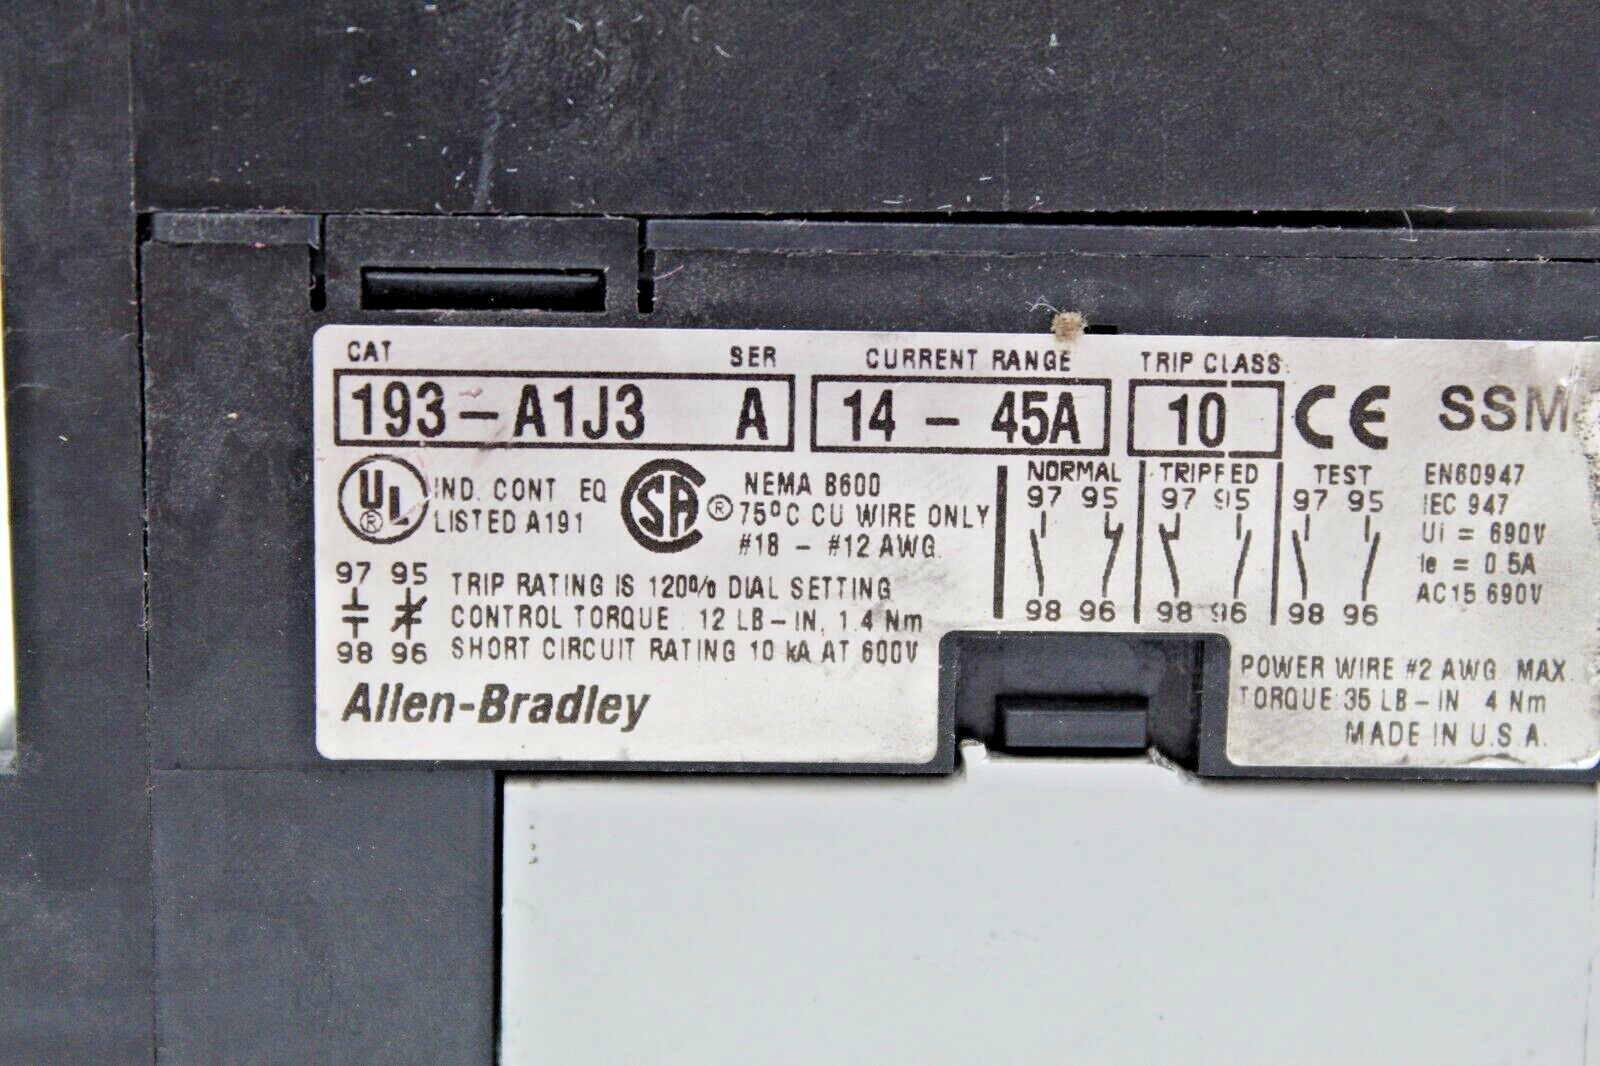 CAT SER CURRENT RANGE TRIP CLASS
193-A1J3 A 14 - 45A 10 CE SSM
UL® IND. CONT. EQ
LISTED A191
SA® NEMA B600
75°C CU WIRE ONLY
#18 - #12 AWG.
NORMAL TRIPPED TEST
97 95 97 95 97 95
98 96 98 96 98 96
EN60947
IEC 947
Ui = 690V
Ie = 0.5A
AC15 690V
97 95
98 96
TRIP RATING IS 120% DIAL SETTING
CONTROL TORQUE: 12 LB-IN, 1.4 Nm
SHORT CIRCUIT RATING 10 kA AT 600V
Allen-Bradley
POWER WIRE #2 AWG MAX.
TORQUE: 35 LB-IN 4 Nm
MADE IN U.S.A.